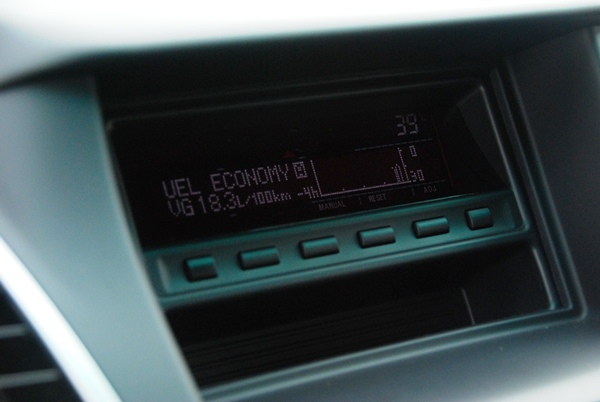 39°
UEL ECONOMY
0
VG 18.3L/100km -4h
30
MANUAL RESET ADJ